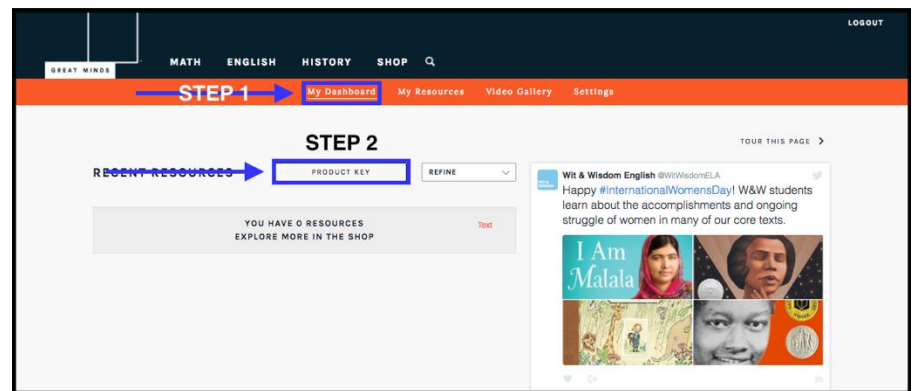 LOGOUT
GREAT MINDS
MATH ENGLISH HISTORY SHOP
STEP 1
My Dashboard My Resources Video Gallery Settings
STEP 2
TOUR THIS PAGE >
RECENT RESOURCES
PRODUCT KEY
REFINE
YOU HAVE 0 RESOURCES
EXPLORE MORE IN THE SHOP
Text
Wit & Wisdom English @WitWisdomELA
Happy #InternationalWomensDay! W&W students
learn about the accomplishments and ongoing
struggle of women in many of our core texts.
I Am
Malala